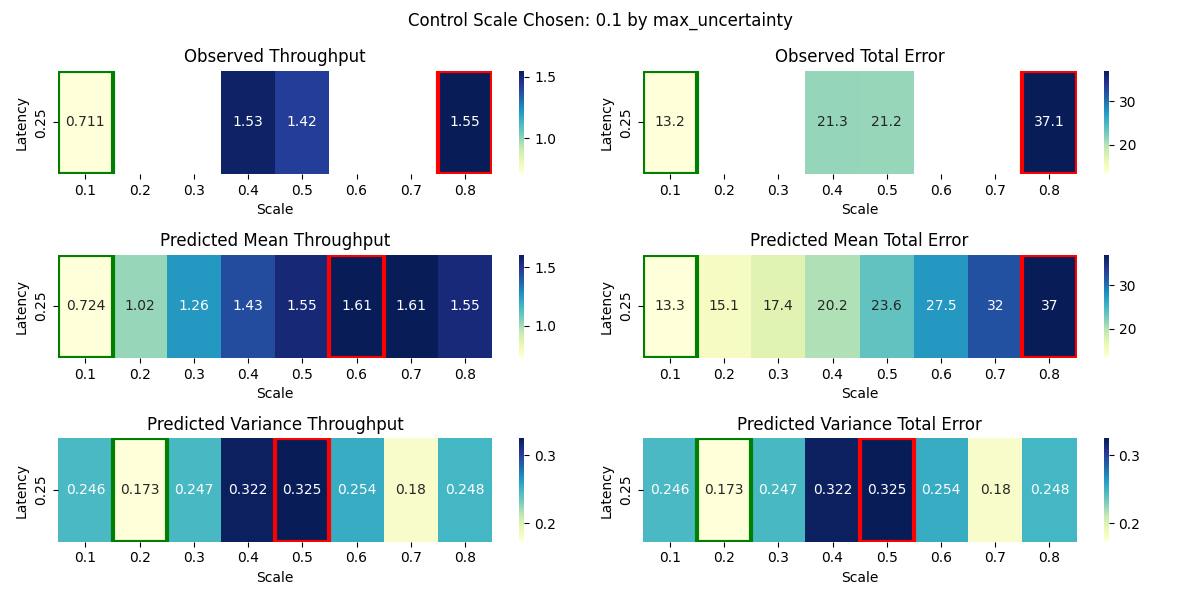 Control Scale Chosen: 0.1 by max_uncertainty
Observed Throughput
Latency
0.25
0.711 1.53 1.42 1.55
0.1 0.2 0.3 0.4 0.5 0.6 0.7 0.8
Scale
1.5
1.0
Observed Total Error
Latency
0.25
13.2 21.3 21.2 37.1
0.1 0.2 0.3 0.4 0.5 0.6 0.7 0.8
Scale
30
20
Predicted Mean Throughput
Latency
0.25
0.724 1.02 1.26 1.43 1.55 1.61 1.61 1.55
0.1 0.2 0.3 0.4 0.5 0.6 0.7 0.8
Scale
1.5
1.0
Predicted Mean Total Error
Latency
0.25
13.3 15.1 17.4 20.2 23.6 27.5 32 37
0.1 0.2 0.3 0.4 0.5 0.6 0.7 0.8
Scale
30
20
Predicted Variance Throughput
Latency
0.25
0.246 0.173 0.247 0.322 0.325 0.254 0.18 0.248
0.1 0.2 0.3 0.4 0.5 0.6 0.7 0.8
Scale
0.3
0.2
Predicted Variance Total Error
Latency
0.25
0.246 0.173 0.247 0.322 0.325 0.254 0.18 0.248
0.1 0.2 0.3 0.4 0.5 0.6 0.7 0.8
Scale
0.3
0.2